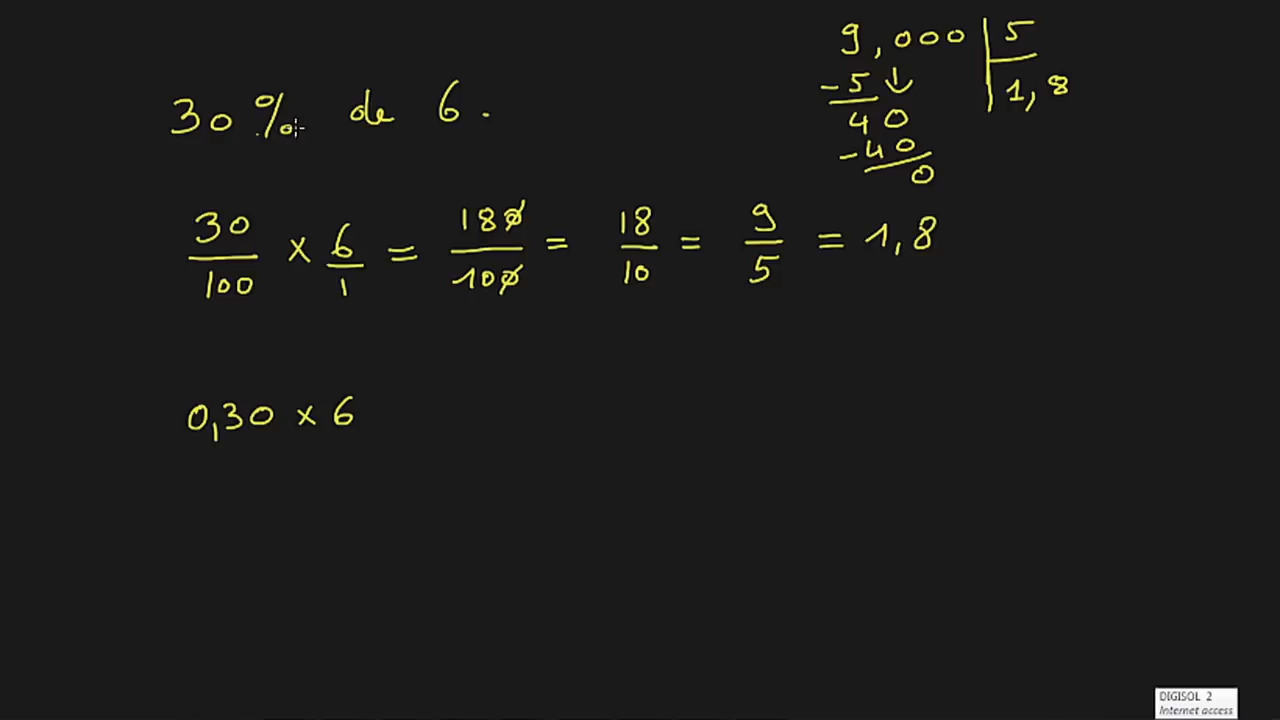 30% de 6.
30/100 × 6/1 = 180/100 = 18/10 = 9/5 = 1,8
0,30 × 6
9,000 | 5
-5↓ 1,8
40
-40
0
DIGISOL 2
Internet access